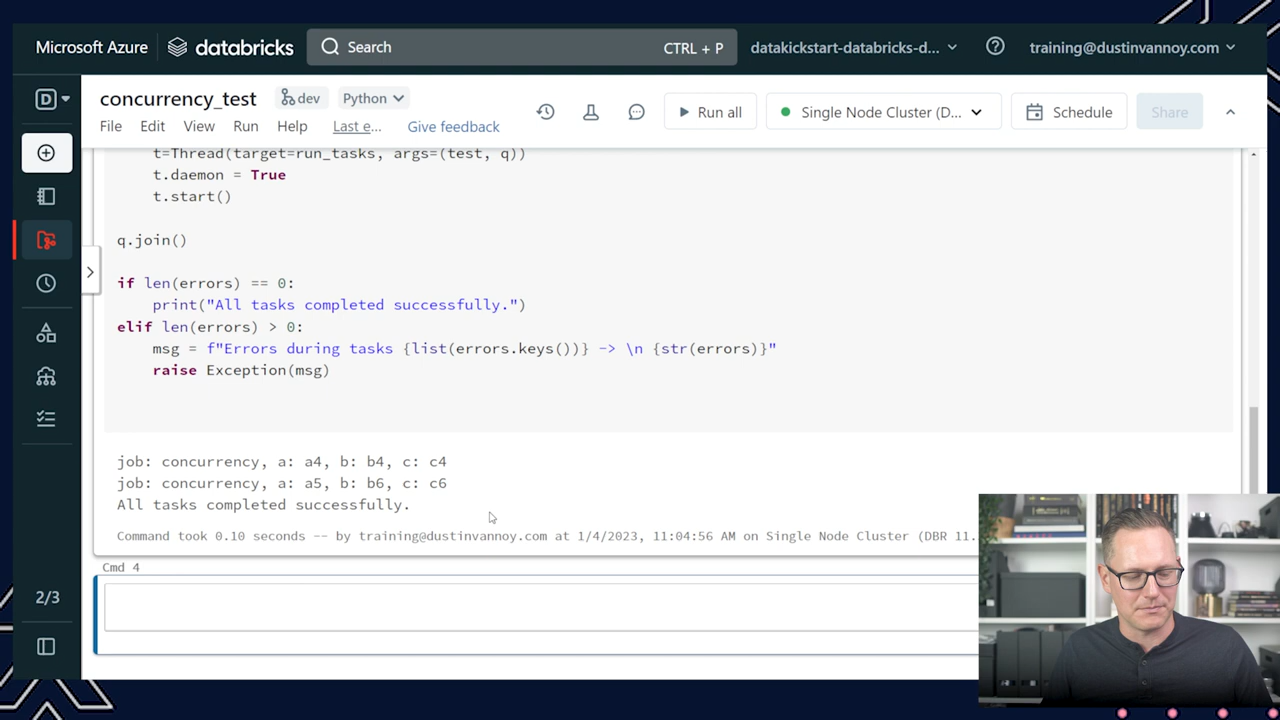 Microsoft Azure databricks Search CTRL + P datakickstart-databricks-d... training@dustinvannoy.com
D concurrency_test dev Python Run all Single Node Cluster (D... Schedule Share
File Edit View Run Help Last e... Give feedback
t=Thread(target=run_tasks, args=(test, q))
t.daemon = True
t.start()
q.join()
if len(errors) == 0:
print("All tasks completed successfully.")
elif len(errors) > 0:
msg = f"Errors during tasks {list(errors.keys())} -> \n {str(errors)}"
raise Exception(msg)
job: concurrency, a: a4, b: b4, c: c4
job: concurrency, a: a5, b: b6, c: c6
All tasks completed successfully.
Command took 0.10 seconds -- by training@dustinvannoy.com at 1/4/2023, 11:04:56 AM on Single Node Cluster (DBR 11.
Cmd 4
2/3